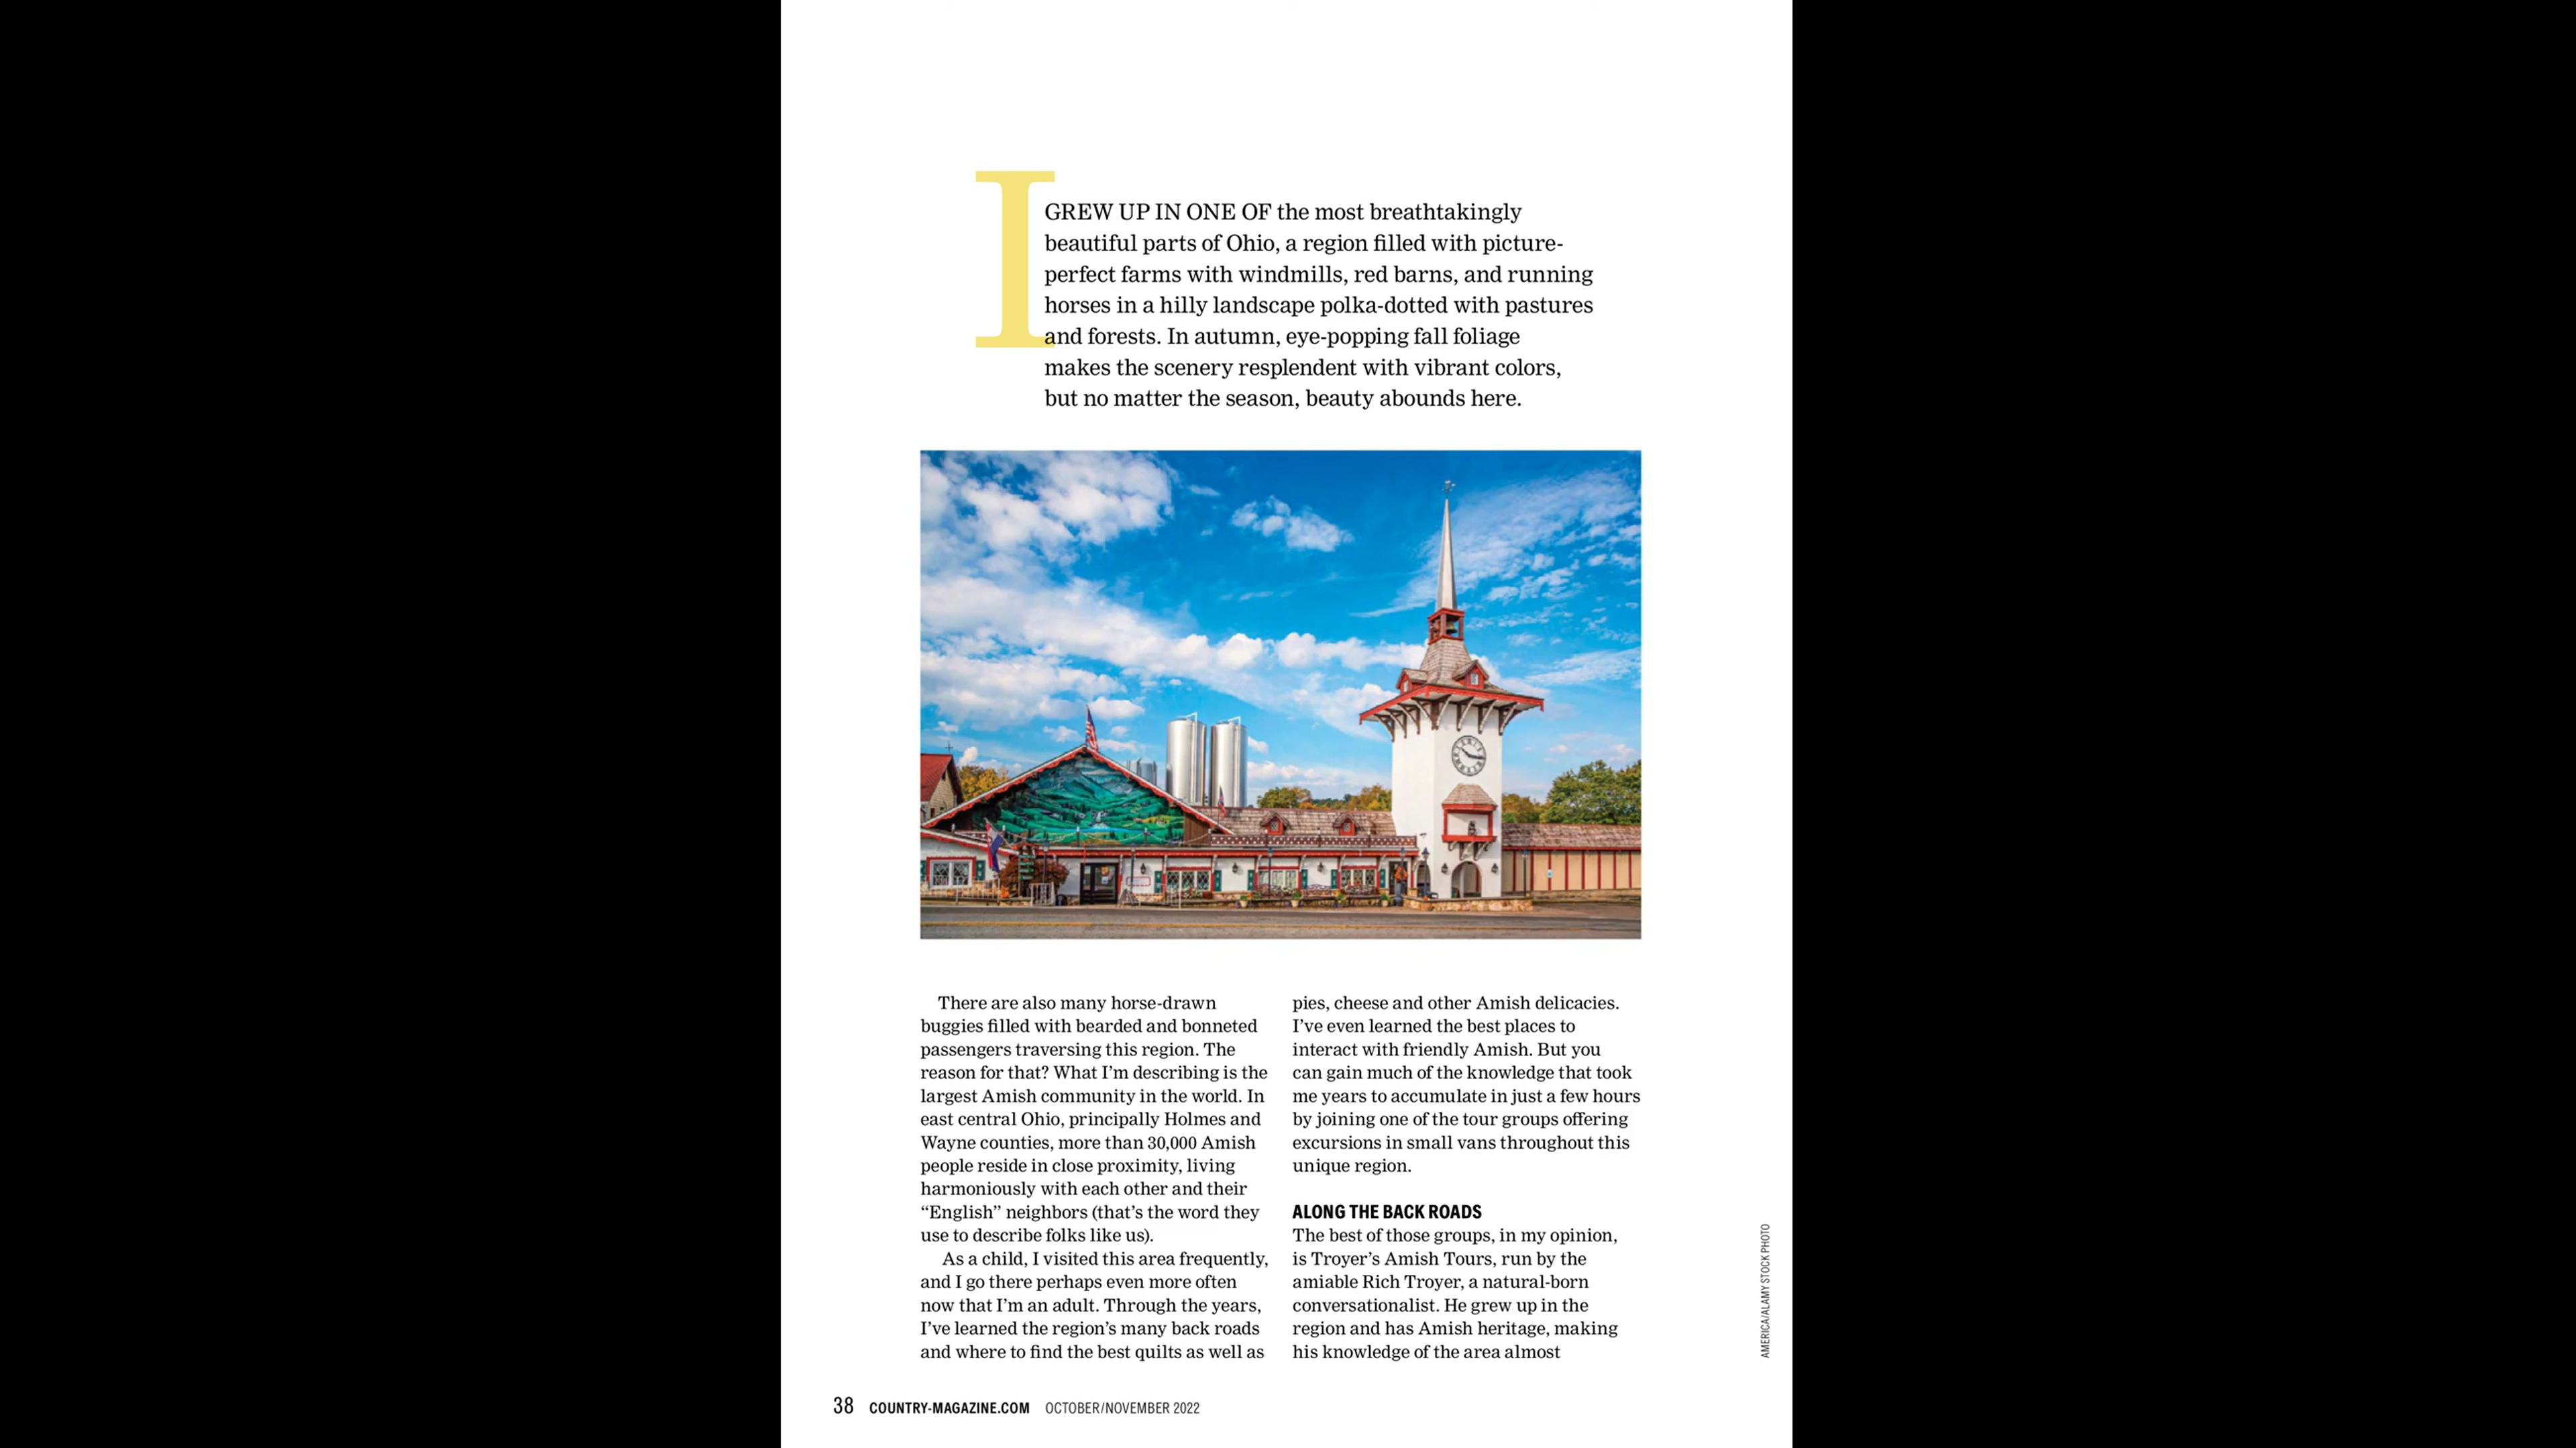 I
GREW UP IN ONE OF the most breathtakingly
beautiful parts of Ohio, a region filled with picture-
perfect farms with windmills, red barns, and running
horses in a hilly landscape polka-dotted with pastures
and forests. In autumn, eye-popping fall foliage
makes the scenery resplendent with vibrant colors,
but no matter the season, beauty abounds here.
There are also many horse-drawn
buggies filled with bearded and bonneted
passengers traversing this region. The
reason for that? What I’m describing is the
largest Amish community in the world. In
east central Ohio, principally Holmes and
Wayne counties, more than 30,000 Amish
people reside in close proximity, living
harmoniously with each other and their
“English” neighbors (that’s the word they
use to describe folks like us).
As a child, I visited this area frequently,
and I go there perhaps even more often
now that I’m an adult. Through the years,
I’ve learned the region’s many back roads
and where to find the best quilts as well as
pies, cheese and other Amish delicacies.
I’ve even learned the best places to
interact with friendly Amish. But you
can gain much of the knowledge that took
me years to accumulate in just a few hours
by joining one of the tour groups offering
excursions in small vans throughout this
unique region.
ALONG THE BACK ROADS
The best of those groups, in my opinion,
is Troyer’s Amish Tours, run by the
amiable Rich Troyer, a natural-born
conversationalist. He grew up in the
region and has Amish heritage, making
his knowledge of the area almost
AMERICA/ALAMY STOCK PHOTO
38 COUNTRY-MAGAZINE.COM OCTOBER/NOVEMBER 2022